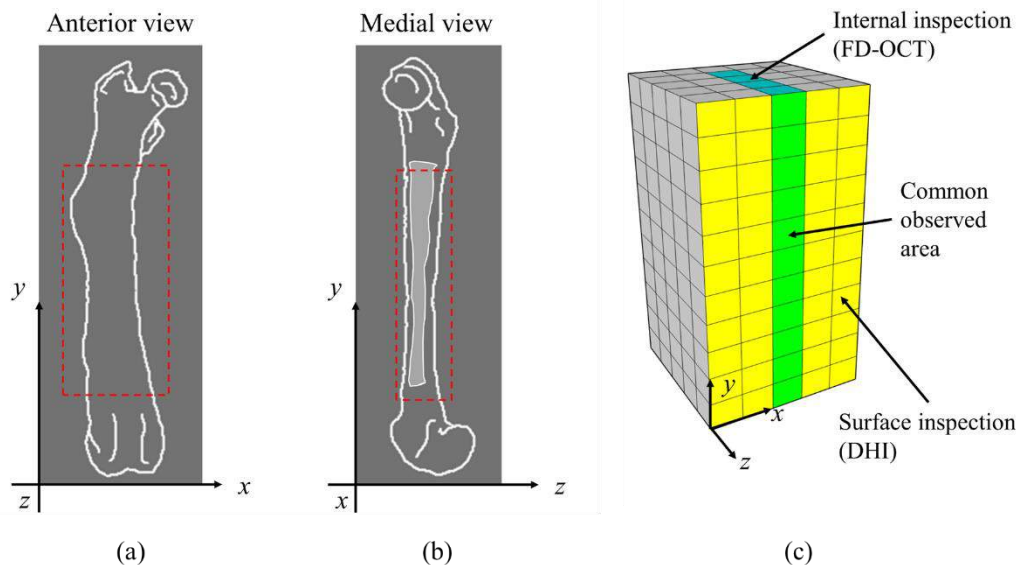 Anterior view
y
z
x
(a)
Medial view
y
x
z
(b)
Internal inspection
(FD-OCT)
Common
observed
area
y
x
z
Surface inspection
(DHI)
(c)